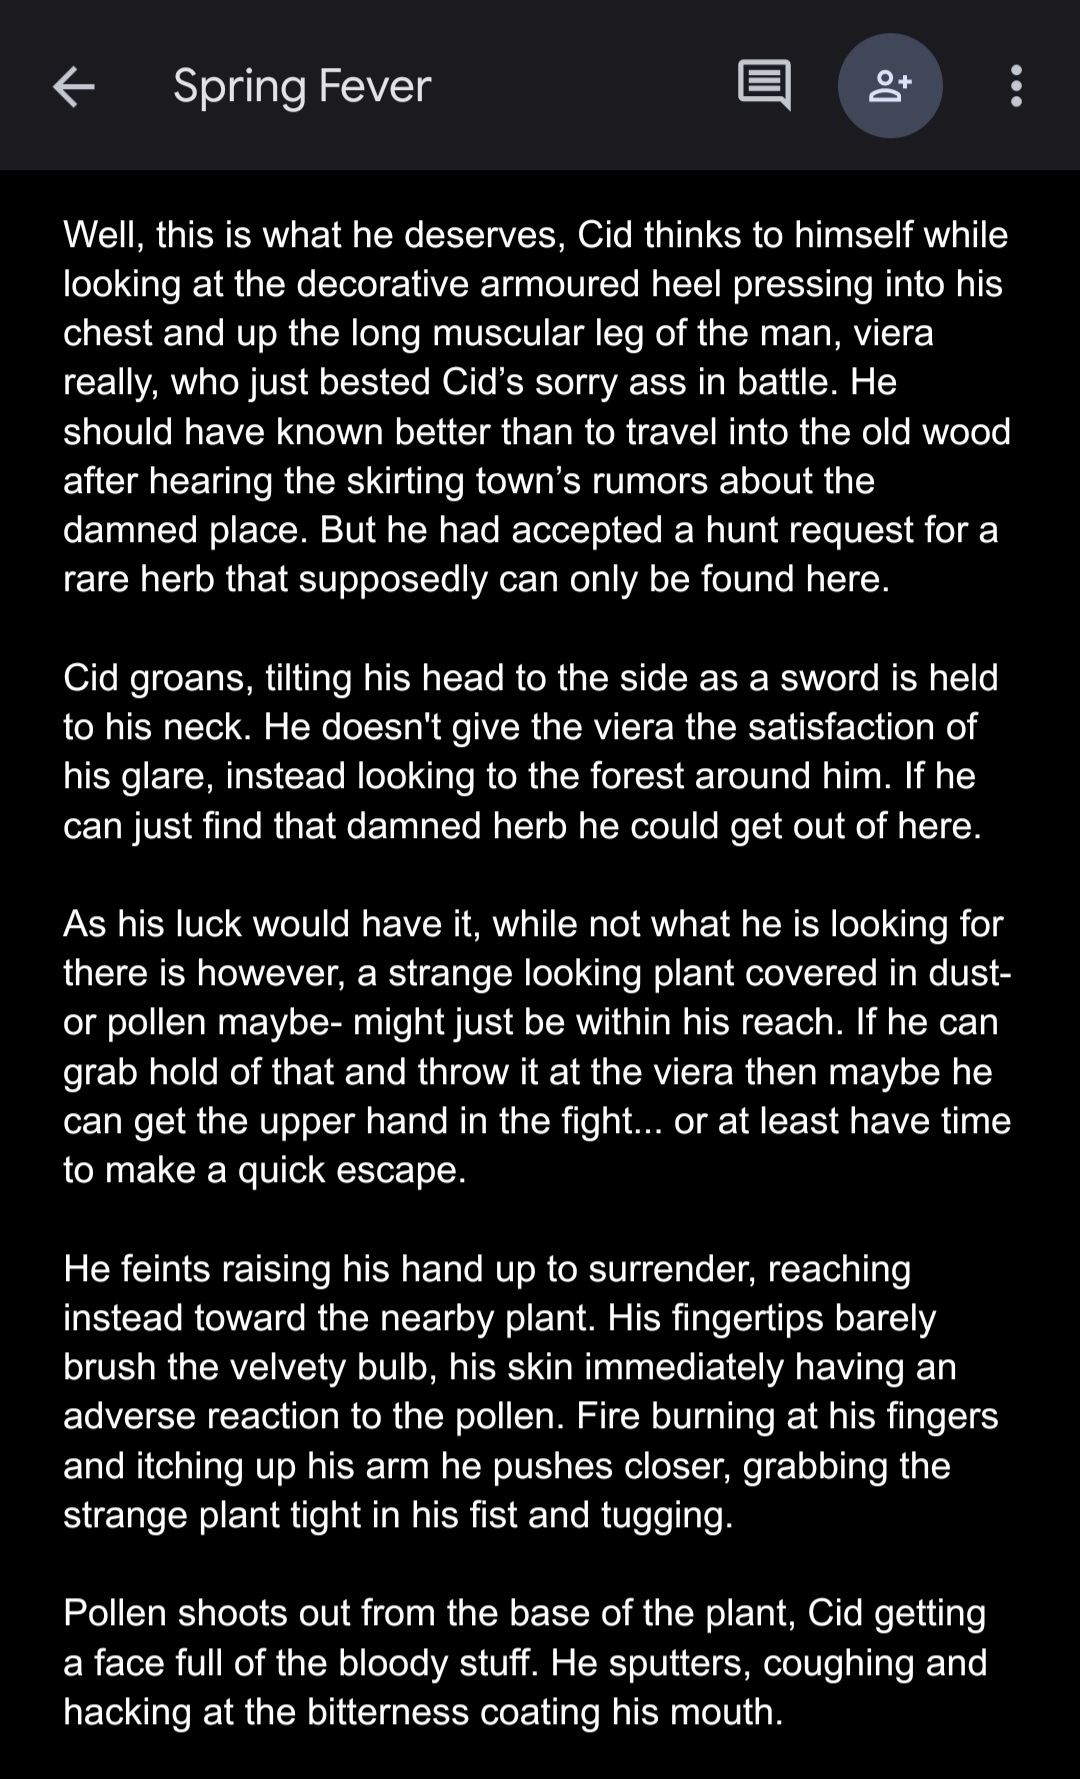 Spring Fever
Well, this is what he deserves, Cid thinks to himself while
looking at the decorative armoured heel pressing into his
chest and up the long muscular leg of the man, viera
really, who just bested Cid’s sorry ass in battle. He
should have known better than to travel into the old wood
after hearing the skirting town’s rumors about the
damned place. But he had accepted a hunt request for a
rare herb that supposedly can only be found here.
Cid groans, tilting his head to the side as a sword is held
to his neck. He doesn't give the viera the satisfaction of
his glare, instead looking to the forest around him. If he
can just find that damned herb he could get out of here.
As his luck would have it, while not what he is looking for
there is however, a strange looking plant covered in dust-
or pollen maybe- might just be within his reach. If he can
grab hold of that and throw it at the viera then maybe he
can get the upper hand in the fight... or at least have time
to make a quick escape.
He feints raising his hand up to surrender, reaching
instead toward the nearby plant. His fingertips barely
brush the velvety bulb, his skin immediately having an
adverse reaction to the pollen. Fire burning at his fingers
and itching up his arm he pushes closer, grabbing the
strange plant tight in his fist and tugging.
Pollen shoots out from the base of the plant, Cid getting
a face full of the bloody stuff. He sputters, coughing and
hacking at the bitterness coating his mouth.